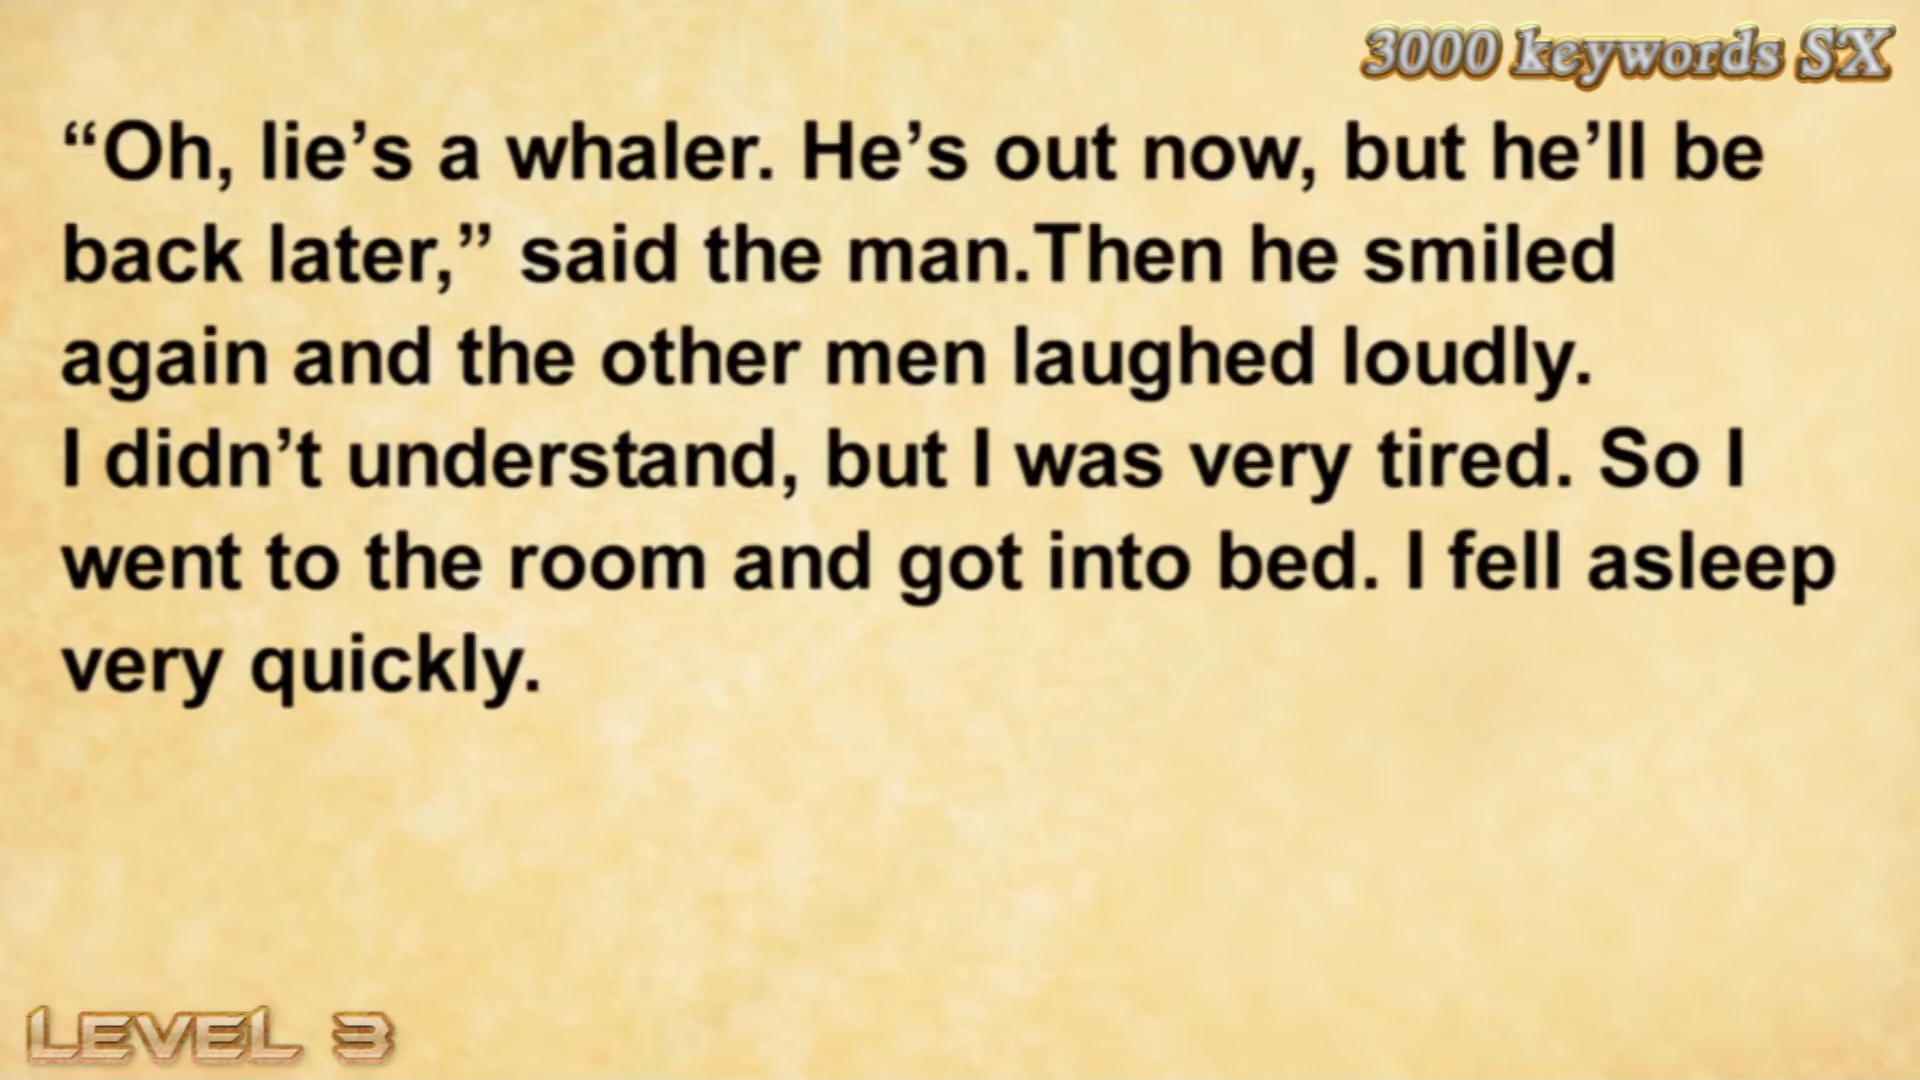 3000 keywords SX
“Oh, lie’s a whaler. He’s out now, but he’ll be
back later,” said the man.Then he smiled
again and the other men laughed loudly.
I didn’t understand, but I was very tired. So I
went to the room and got into bed. I fell asleep
very quickly.
LEVEL 3